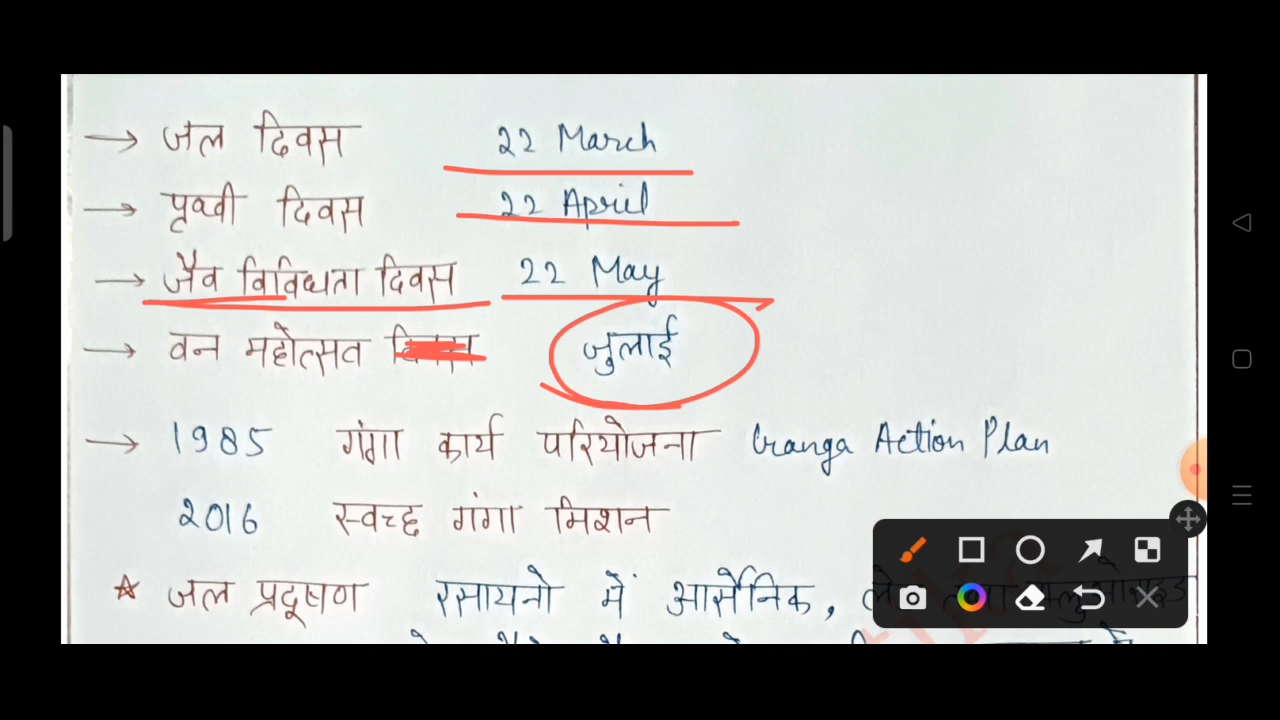 → जल दिवस 22 March
→ पृथ्वी दिवस 22 April
→ जैव विविधता दिवस 22 May
→ वन महोत्सव जुलाई
→ 1985 गंगा कार्य परियोजना Ganga Action Plan
2016 स्वच्छ गंगा मिशन
☆ जल प्रदूषण रसायनो में आर्सेनिक,